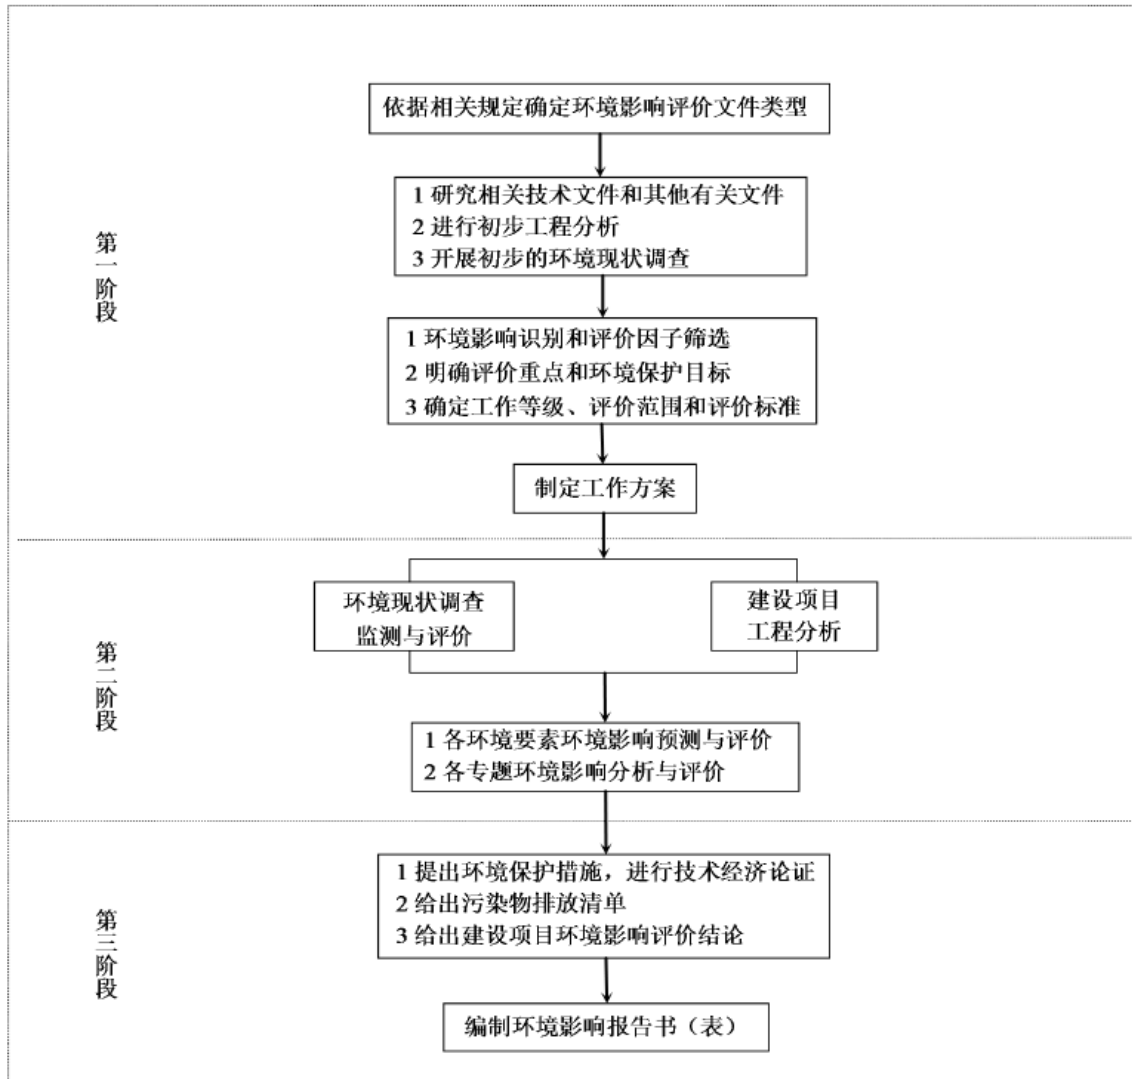 依据相关规定确定环境影响评价文件类型
1 研究相关技术文件和其他有关文件
2 进行初步工程分析
3 开展初步的环境现状调查
第一阶段
1 环境影响识别和评价因子筛选
2 明确评价重点和环境保护目标
3 确定工作等级、评价范围和评价标准
制定工作方案
环境现状调查
监测与评价
建设项目
工程分析
第二阶段
1 各环境要素环境影响预测与评价
2 各专题环境影响分析与评价
1 提出环境保护措施，进行技术经济论证
2 给出污染物排放清单
3 给出建设项目环境影响评价结论
第三阶段
编制环境影响报告书（表）